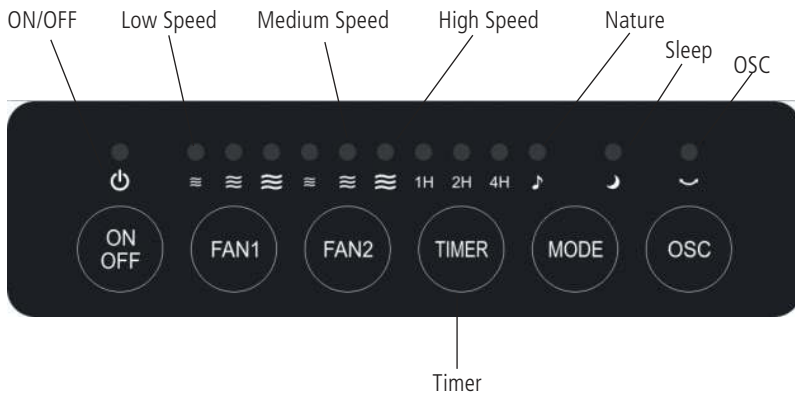 ON/OFF Low Speed Medium Speed High Speed Nature
Sleep
OSC
1H 2H 4H
ON
OFF
FAN1 FAN2 TIMER MODE OSC
Timer